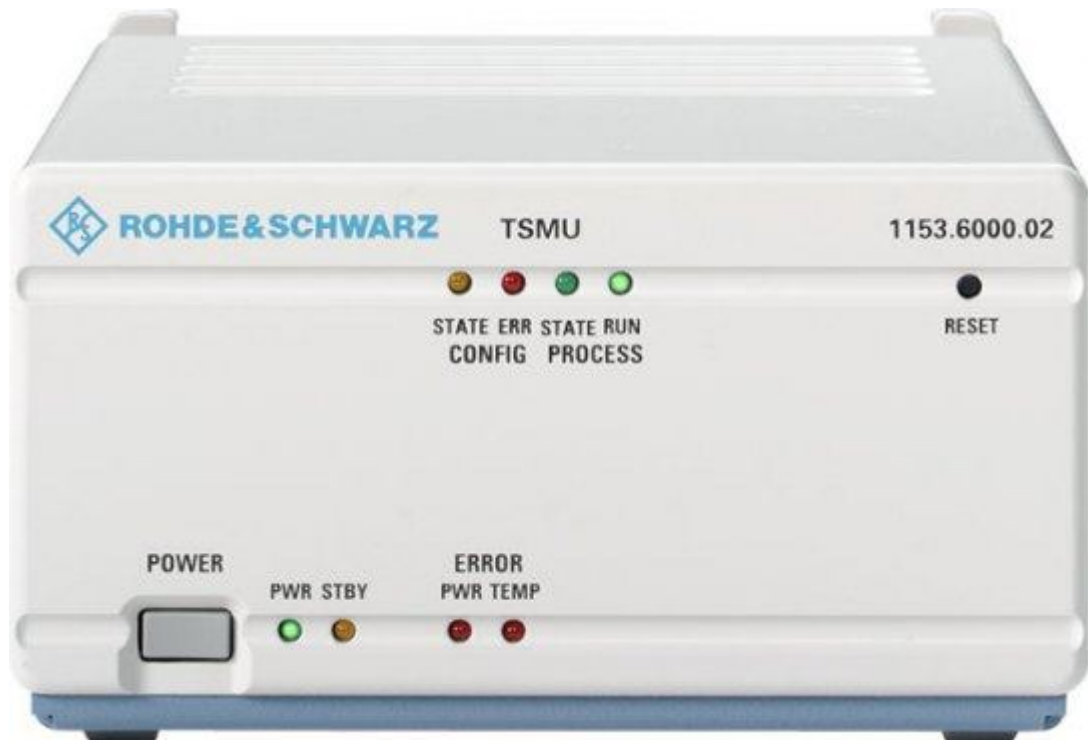 R&S ROHDE&SCHWARZ TSMU 1153.6000.02
STATE ERR STATE RUN RESET
CONFIG PROCESS
POWER ERROR
PWR STBY PWR TEMP